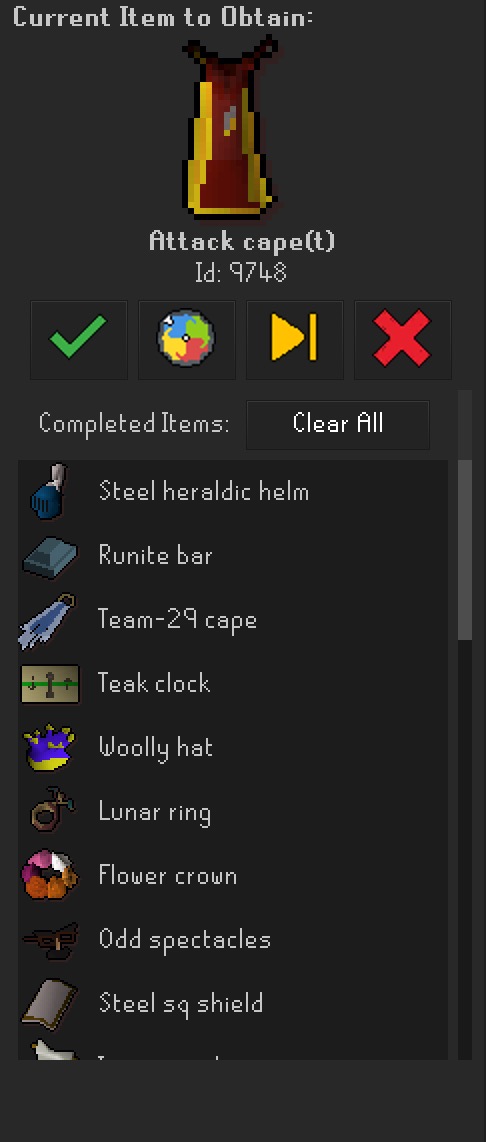 Current Item to Obtain:
Attack cape(t)
Id: 9748
Completed Items:
Clear All
Steel heraldic helm
Runite bar
Team-29 cape
Teak clock
Woolly hat
Lunar ring
Flower crown
Odd spectacles
Steel sq shield